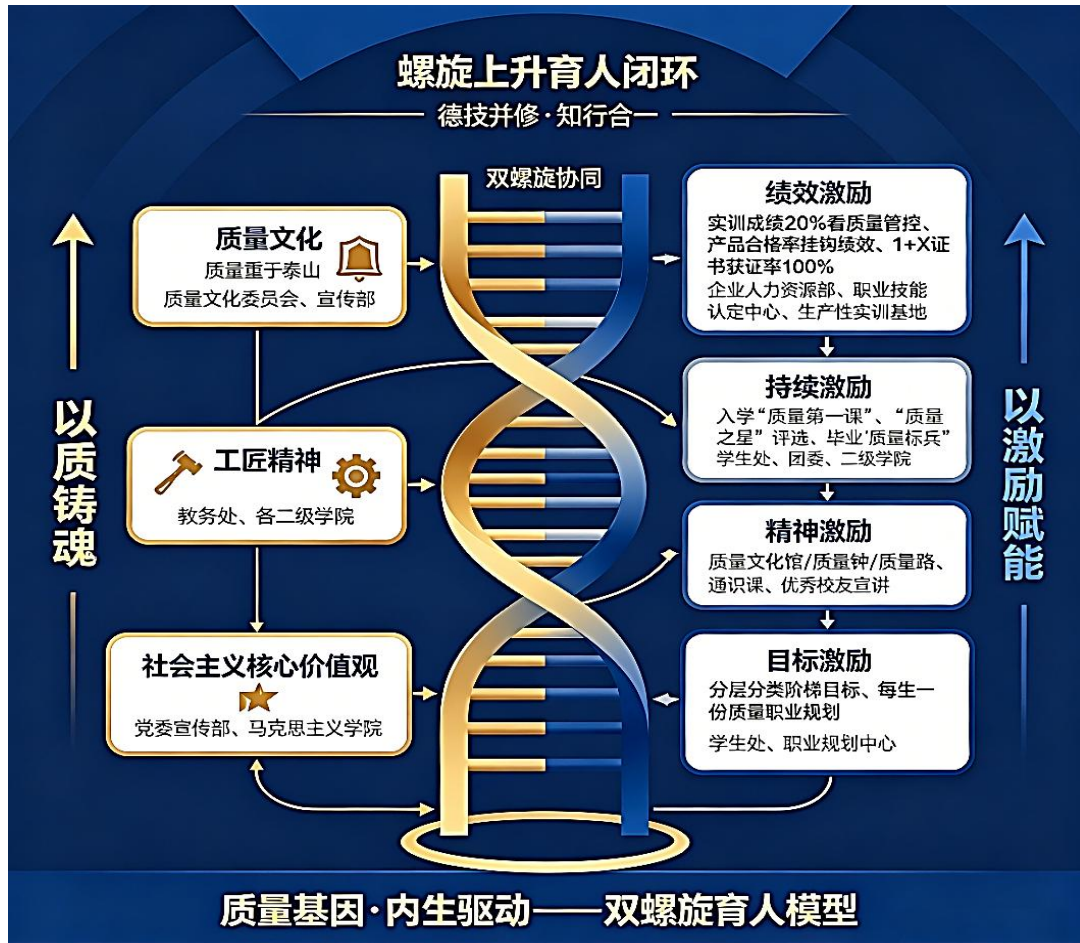 螺旋上升育人闭环
德技并修·知行合一
双螺旋协同
以质铸魂
质量文化
质量重于泰山
质量文化委员会、宣传部
工匠精神
教务处、各二级学院
社会主义核心价值观
党委宣传部、马克思主义学院
绩效激励
实训成绩20%看质量管控、
产品合格率挂钩绩效、1+X证
书获证率100%
企业人力资源部、职业技能
认定中心、生产性实训基地
持续激励
入学“质量第一课”、“质量
之星”评选、毕业‘质量标兵”
学生处、团委、二级学院
精神激励
质量文化馆/质量钟/质量路、
通识课、优秀校友宣讲
目标激励
分层分类阶梯目标、每生一
份质量职业规划
学生处、职业规划中心
以激励赋能
质量基因·内生驱动——双螺旋育人模型